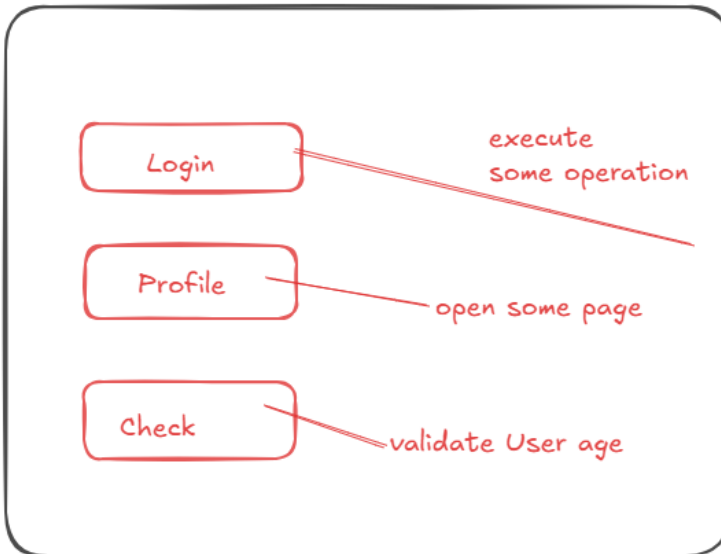 Login
execute
some operation
Profile
open some page
Check
validate User age